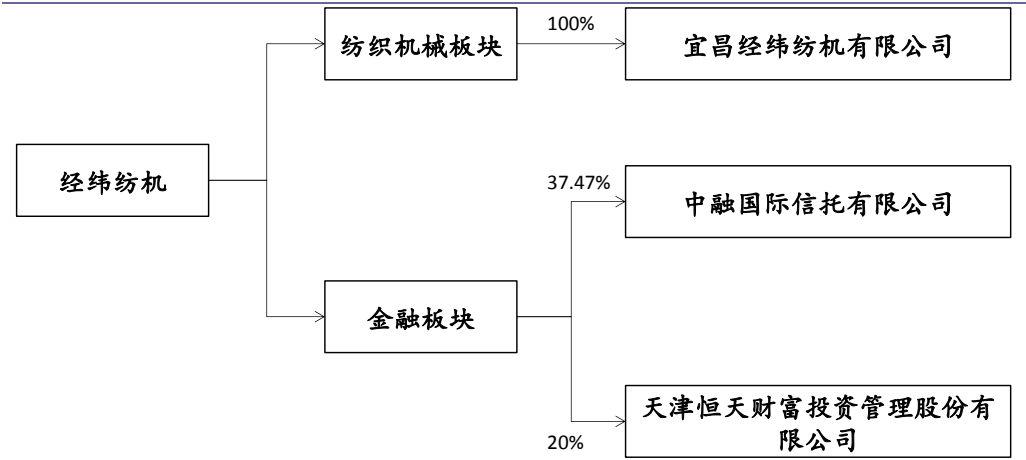 100%
纺织机械板块
宜昌经纬纺机有限公司
经纬纺机
37.47%
中融国际信托有限公司
金融板块
天津恒天财富投资管理股份有
限公司
20%